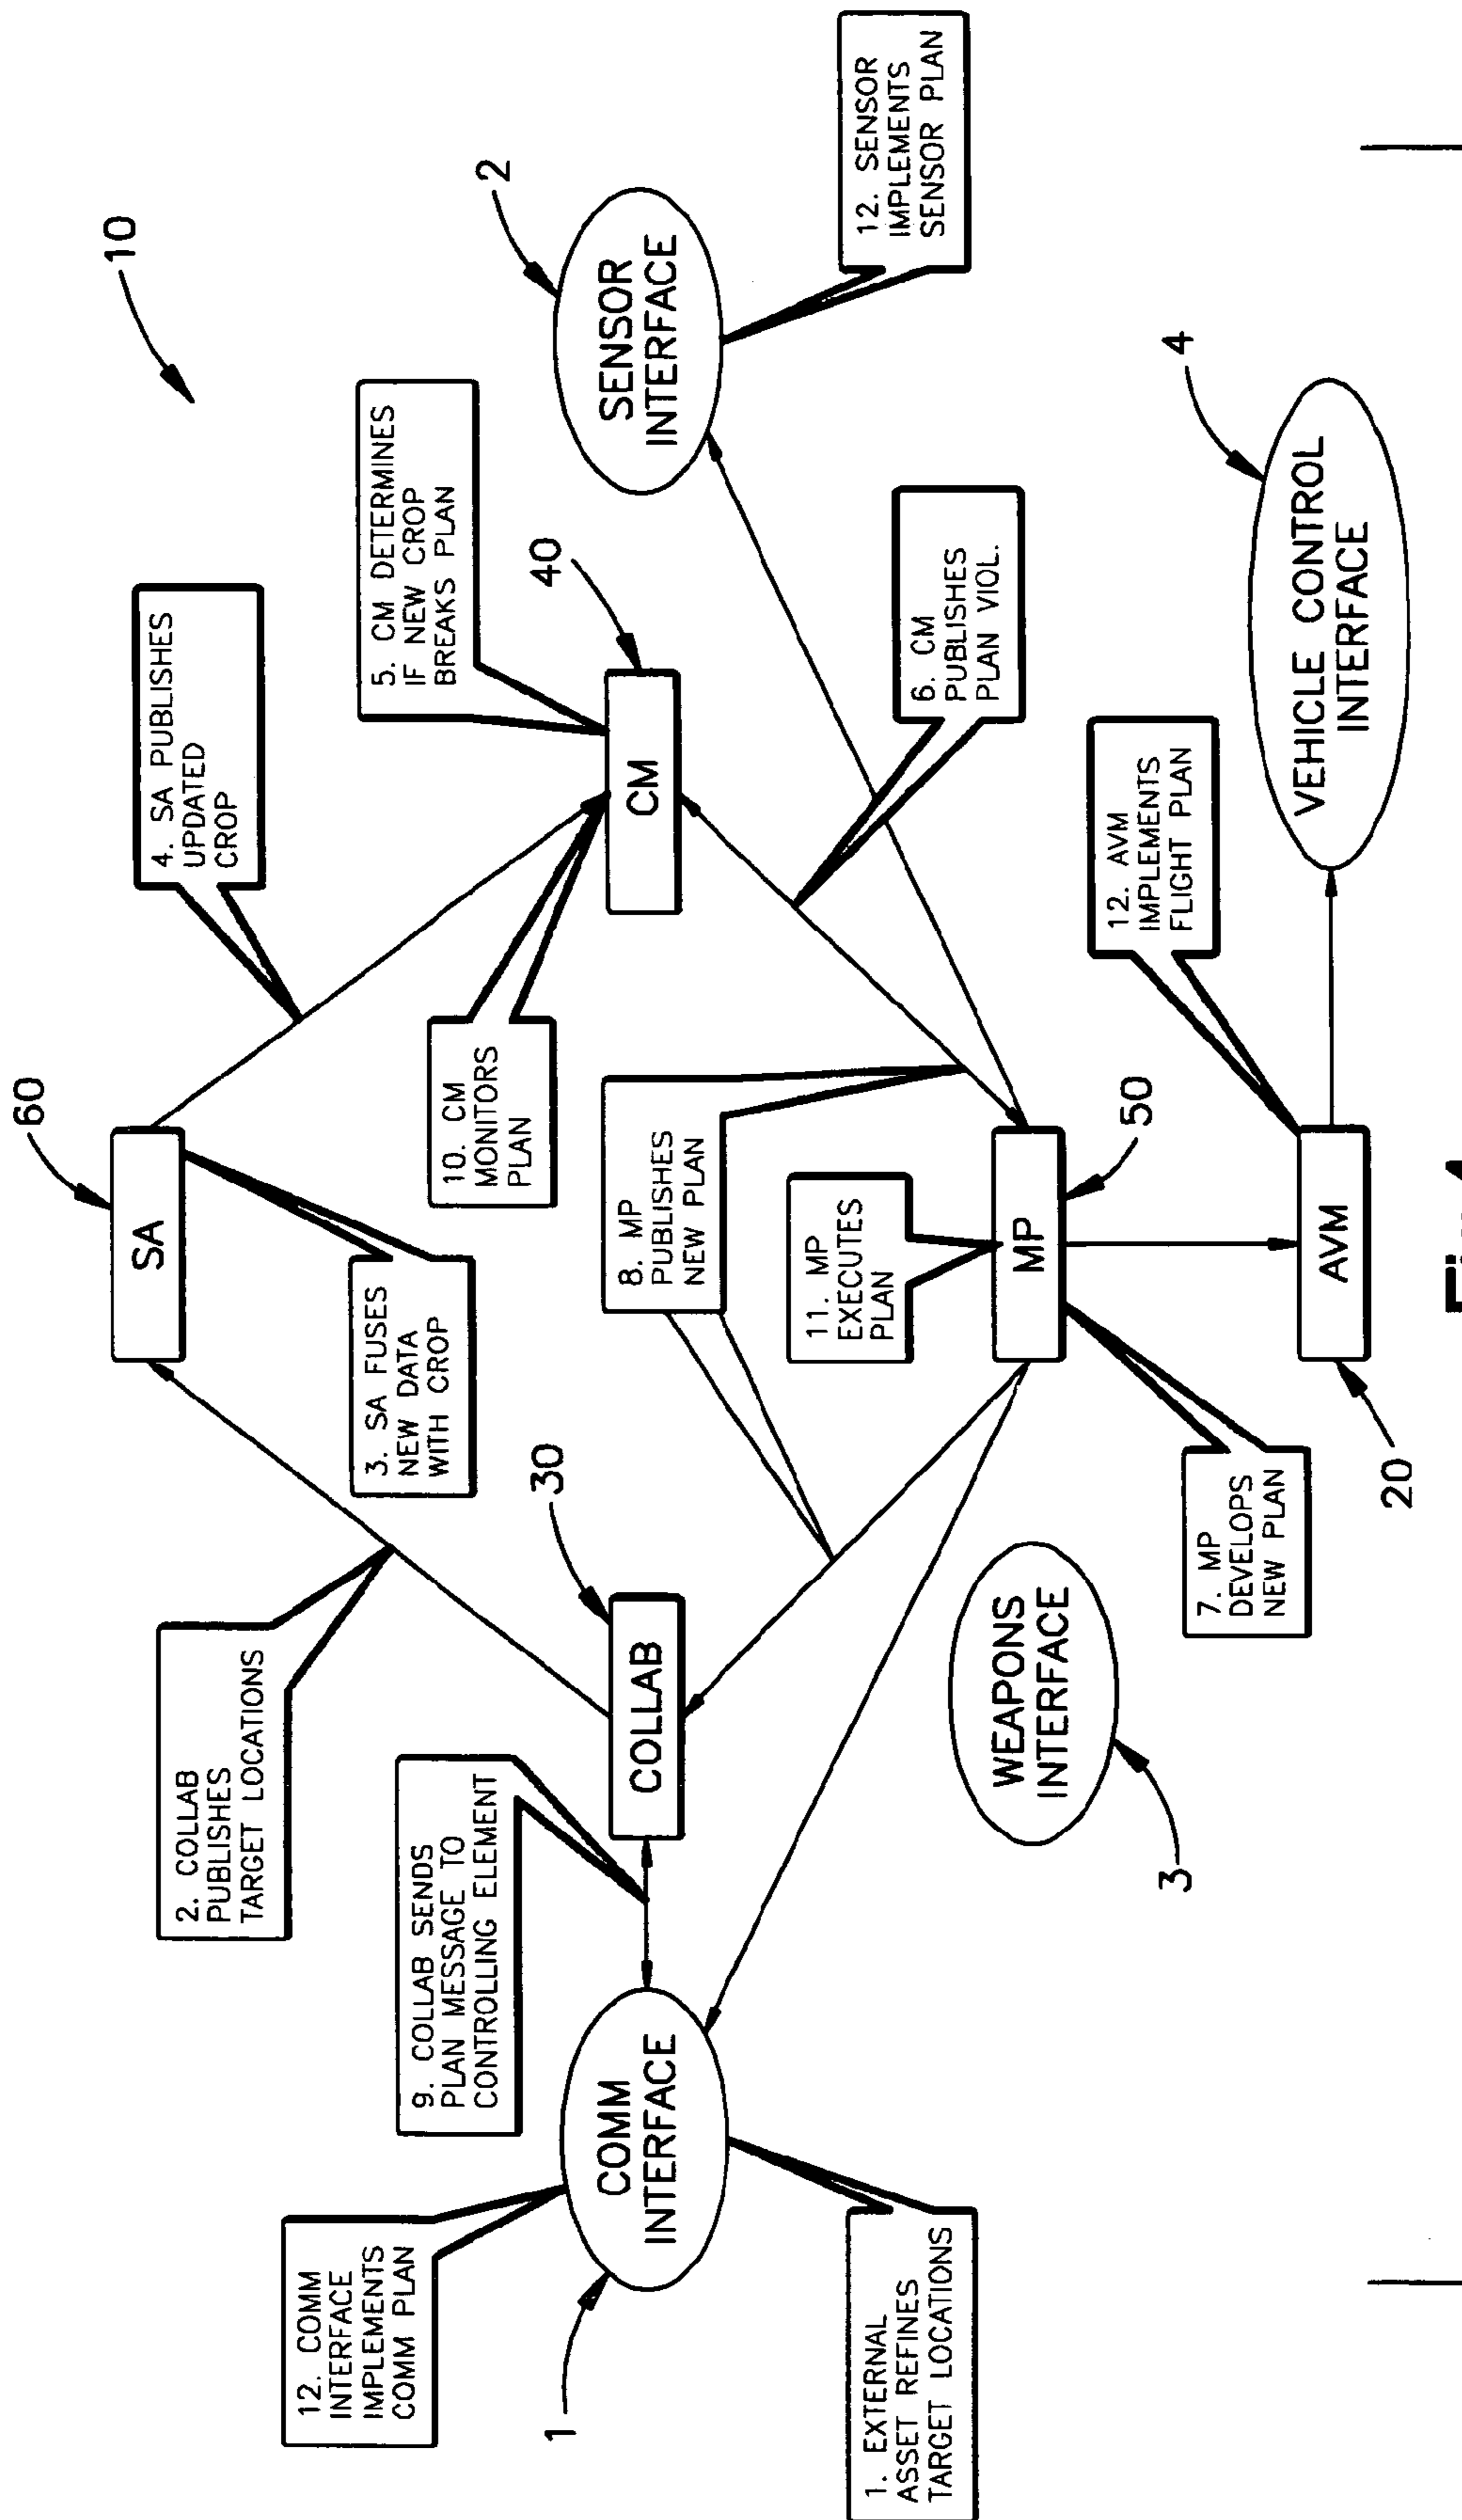 10
60
SA
4. SA PUBLISHES
UPDATED
CROP
2. COLLAB
PUBLISHES
TARGET LOCATIONS
3. SA FUSES
NEW DATA
WITH CROP
5. CM DETERMINES
IF NEW CROP
BREAKS PLAN
12. COMM
INTERFACE
IMPLEMENTS
COMM PLAN
9. COLLAB SENDS
PLAN MESSAGE TO
CONTROLLING ELEMENT
10. CM
MONITORS
PLAN
1
COMM
INTERFACE
30
COLLAB
40
CM
2
SENSOR
INTERFACE
8. MP
PUBLISHES
NEW PLAN
11. MP
EXECUTES
PLAN
6. CM
PUBLISHES
PLAN VIOL.
12. SENSOR
IMPLEMENTS
SENSOR PLAN
1. EXTERNAL
ASSET REFINES
TARGET LOCATIONS
WEAPONS
INTERFACE
3
MP
50
7. MP
DEVELOPS
NEW PLAN
12. AVM
IMPLEMENTS
FLIGHT PLAN
4
20
AVM
VEHICLE CONTROL
INTERFACE